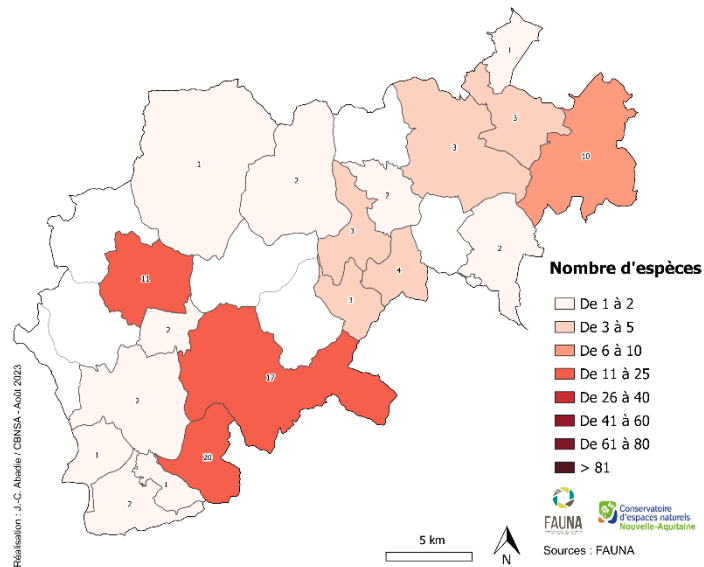 1
3
3
10
1
2
2
3
2
4
11
3
2
17
2
20
1
1
2
Nombre d'espèces
De 1 à 2
De 3 à 5
De 6 à 10
De 11 à 25
De 26 à 40
De 41 à 60
De 61 à 80
> 81
FAUNA
Conservatoire
d'espaces naturels
Nouvelle-Aquitaine
5 km
N
Sources : FAUNA
Réalisation : J.-C. Abadie / CBNSA - Août 2023